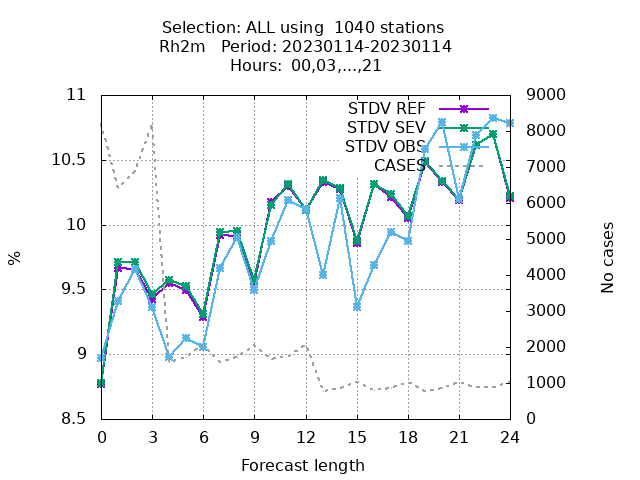 Selection: ALL using  1040 stations
Rh2m   Period: 20230114-20230114
Hours:  00,03,...,21
STDV REF
STDV SEV
STDV OBS
CASES
%
11
10.5
10
9.5
9
8.5
9000
8000
7000
6000
5000
4000
3000
2000
1000
0
No cases
0 3 6 9 12 15 18 21 24
Forecast length